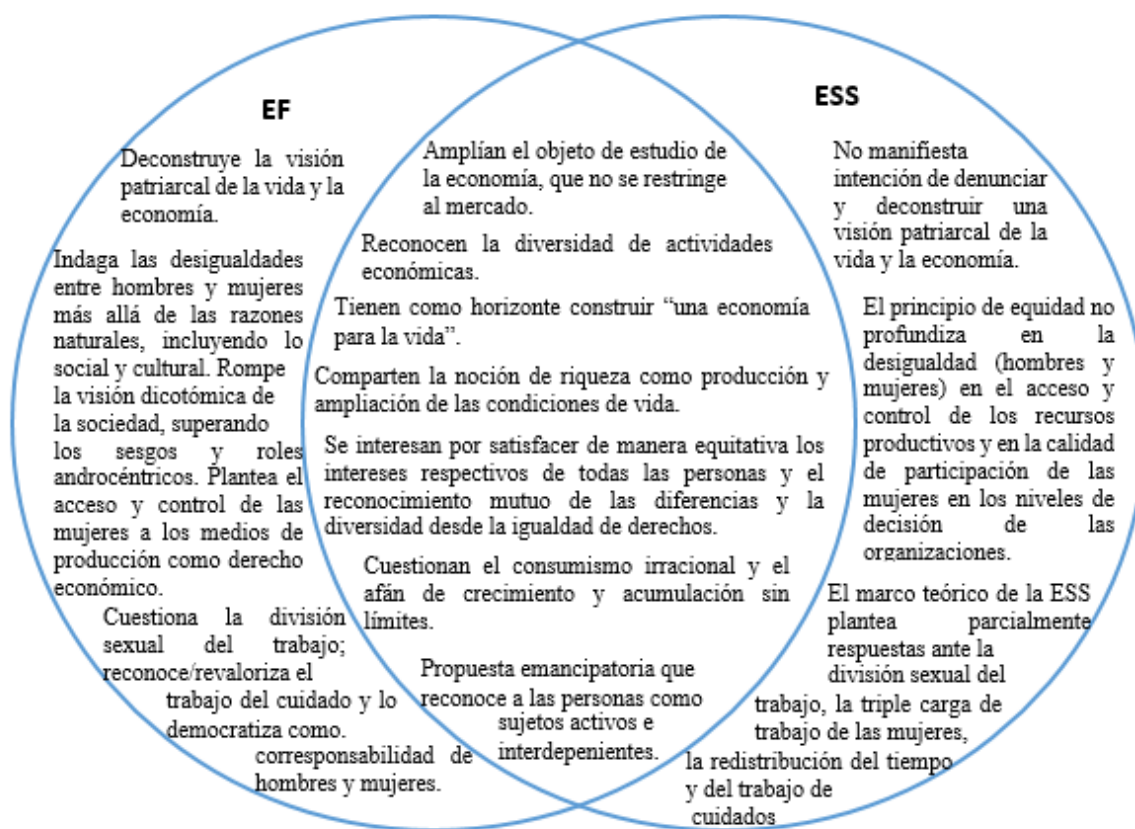 EF
Deconstruye la visión
patriarcal de la vida y la
economía.
Indaga las desigualdades
entre hombres y mujeres
más allá de las razones
naturales, incluyendo lo
social y cultural. Rompe
la visión dicotómica de
la sociedad, superando
los sesgos y roles
androcéntricos. Plantea el
acceso y control de las
mujeres a los medios de
producción como derecho
económico.
Cuestiona la división
sexual del trabajo;
reconoce/revaloriza el
trabajo del cuidado y lo
democratiza como.
corresponsabilidad de
hombres y mujeres.
Amplían el objeto de estudio de
la economía, que no se restringe
al mercado.
Reconocen la diversidad de actividades
económicas.
Tienen como horizonte construir “una economía
para la vida”.
Comparten la noción de riqueza como producción y
ampliación de las condiciones de vida.
Se interesan por satisfacer de manera equitativa los
intereses respectivos de todas las personas y el
reconocimiento mutuo de las diferencias y la
diversidad desde la igualdad de derechos.
Cuestionan el consumismo irracional y el
afán de crecimiento y acumulación sin
límites.
Propuesta emancipatoria que
reconoce a las personas como
sujetos activos e
interdepenientes.
ESS
No manifiesta
intención de denunciar
y deconstruir una
visión patriarcal de la
vida y la economía.
El principio de equidad no
profundiza en la
desigualdad (hombres y
mujeres) en el acceso y
control de los recursos
productivos y en la calidad
de participación de las
mujeres en los niveles de
decisión de las
organizaciones.
El marco teórico de la ESS
plantea parcialmente
respuestas ante la
división sexual del
trabajo, la triple carga de
trabajo de las mujeres,
la redistribución del tiempo
y del trabajo de
cuidados